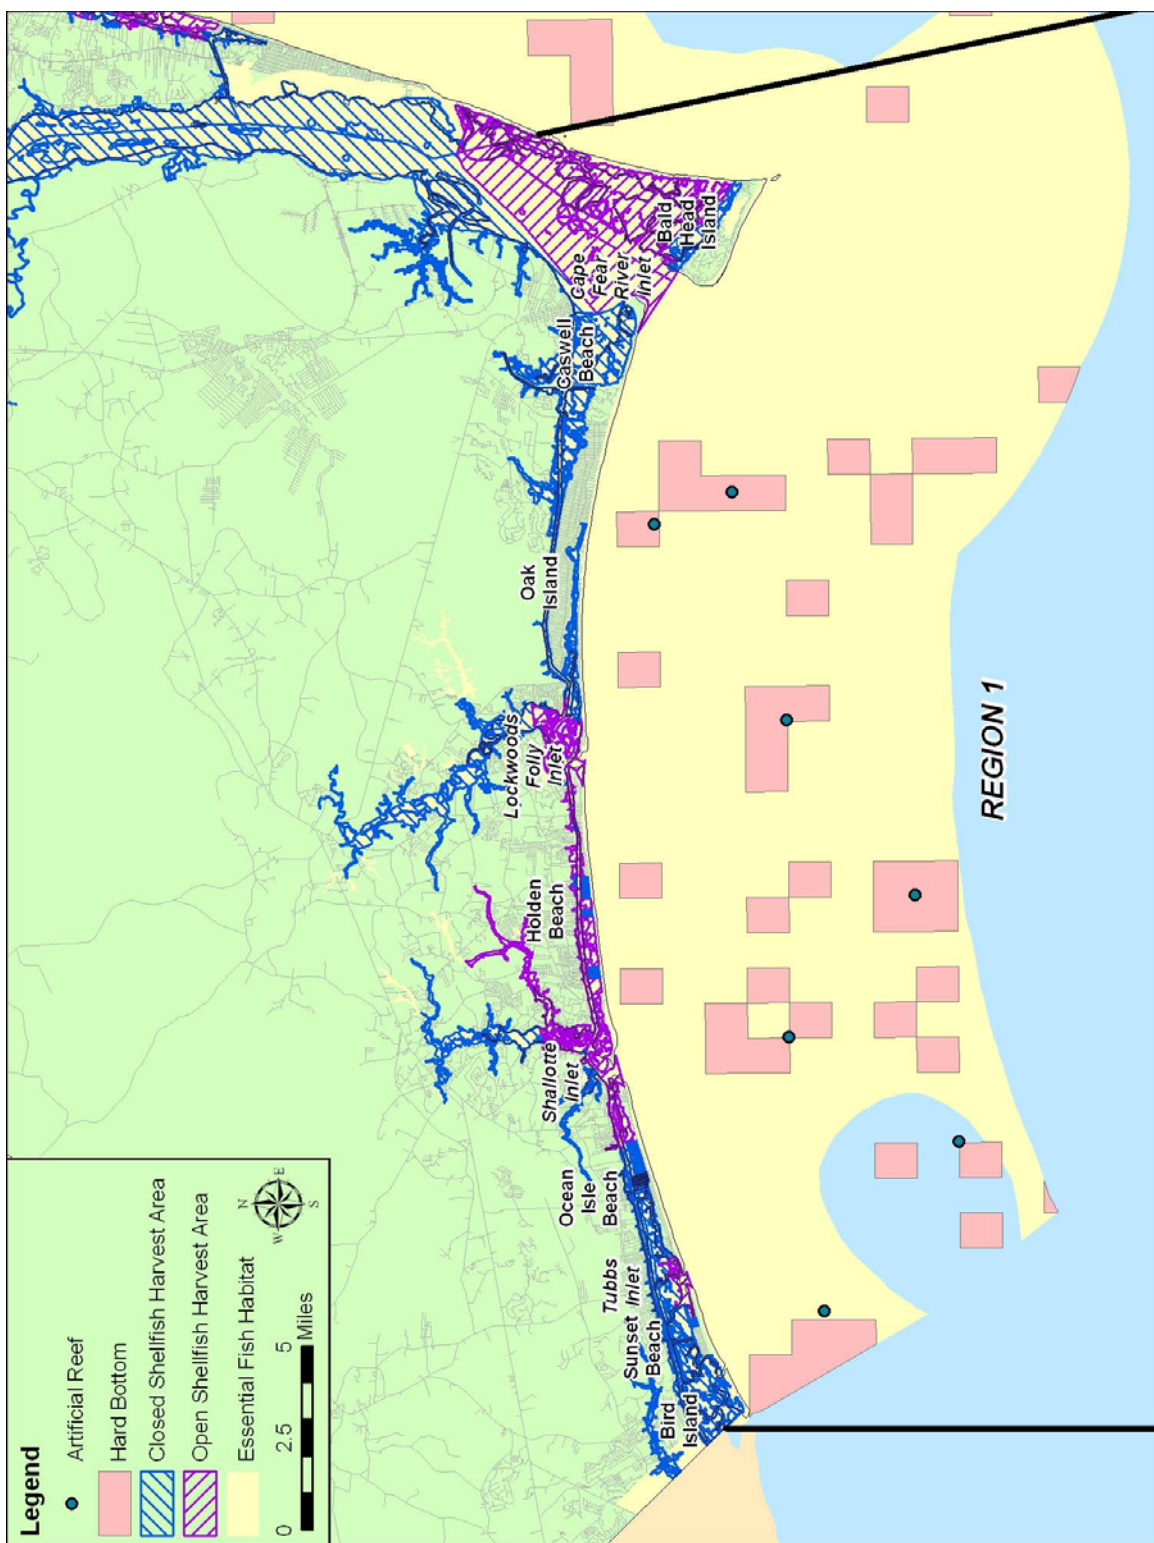 Legend
Artificial Reef
Hard Bottom
Closed Shellfish Harvest Area
Open Shellfish Harvest Area
Essential Fish Habitat
N
W
E
S
0
2.5
5
Miles
Bird
Island
Sunset
Beach
Tubbs
Inlet
Ocean
Isle
Beach
Shallotte
Inlet
Holden
Beach
Lockwoods
Folly
Inlet
Oak
Island
Caswell
Beach
Cape
Fear
River
Inlet
Bald
Head
Island
REGION 1